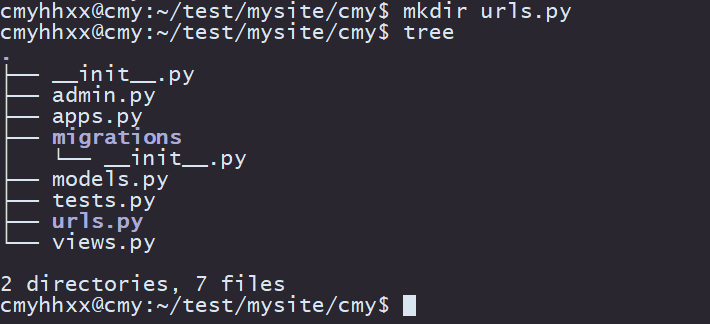 cmyhhxx@cmy:~/test/mysite/cmy$ mkdir urls.py
cmyhhxx@cmy:~/test/mysite/cmy$ tree
.
├── __init__.py
├── admin.py
├── apps.py
├── migrations
│   └── __init__.py
├── models.py
├── tests.py
├── urls.py
└── views.py

2 directories, 7 files
cmyhhxx@cmy:~/test/mysite/cmy$